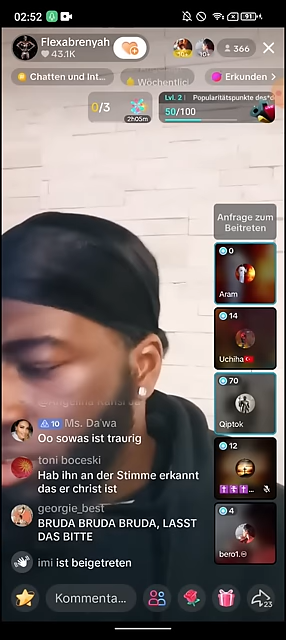 02:52
91
Flexabrenyah
43.1K
366
Chatten und Int...
Wöchentlic
Erkunden >
0/3
2h05m
Lvl. 2 | Popularitätspunkte des
50/100
Anfrage zum
Beitreten
0
Aram
14
Uchiha🇹🇷
70
Qiptok
12
✝️✝️✝️...
4
bero1.♾
10 Ms. Da'wa
Oo sowas ist traurig
toni boceski
Hab ihn an der Stimme erkannt
das er christ ist
georgie_best
BRUDA BRUDA BRUDA, LASST
DAS BITTE
imi ist beigetreten
Kommenta...
23